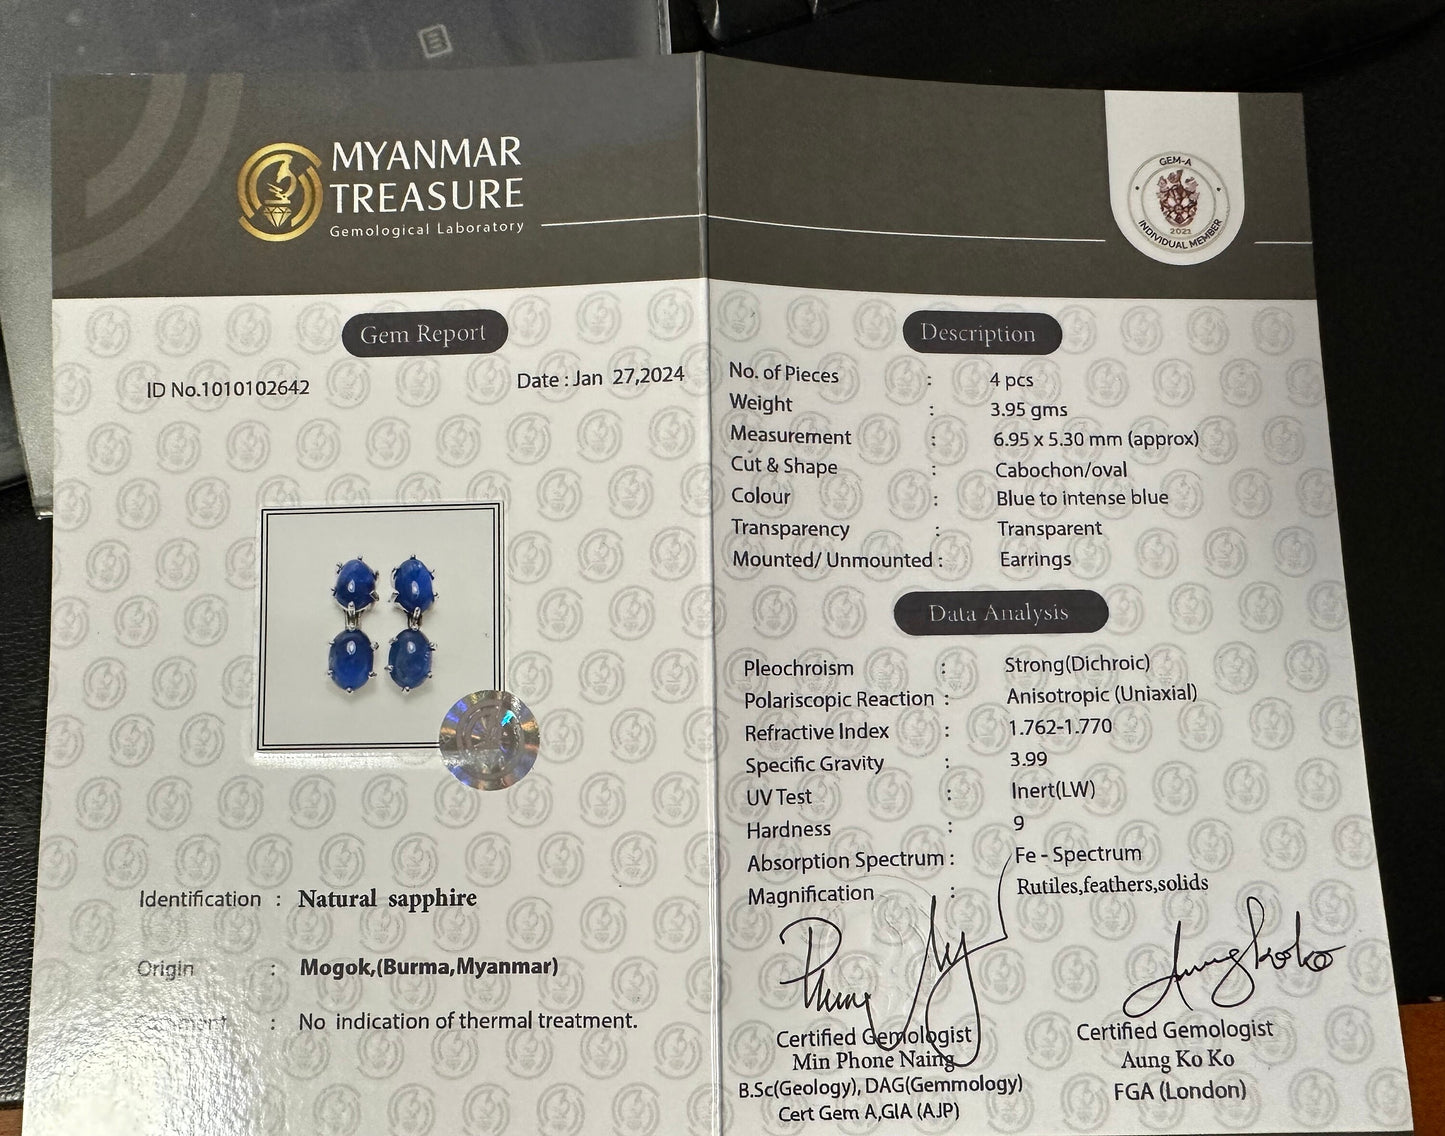 MYANMAR
TREASURE
Gemological Laboratory
GEM-A
2023
INDIVIDUAL MEMBER
Gem Report
ID No.1010102642
Date : Jan 27,2024
Identification : Natural sapphire
Origin : Mogok,(Burma,Myanmar)
: No indication of thermal treatment.
Description
No. of Pieces : 4 pcs
Weight : 3.95 gms
Measurement : 6.95 x 5.30 mm (approx)
Cut & Shape : Cabochon/oval
Colour : Blue to intense blue
Transparency : Transparent
Mounted/ Unmounted : Earrings
Data Analysis
Pleochroism : Strong(Dichroic)
Polariscopic Reaction : Anisotropic (Uniaxial)
Refractive Index : 1.762-1.770
Specific Gravity : 3.99
UV Test : Inert(LW)
Hardness : 9
Absorption Spectrum : Fe - Spectrum
Magnification : Rutiles,feathers,solids
Aung Ko Ko
Certified Gemologist
Min Phone Naing
B.Sc(Geology), DAG(Gemmology)
Cert Gem A,GIA (AJP)
Certified Gemologist
Aung Ko Ko
FGA (London)